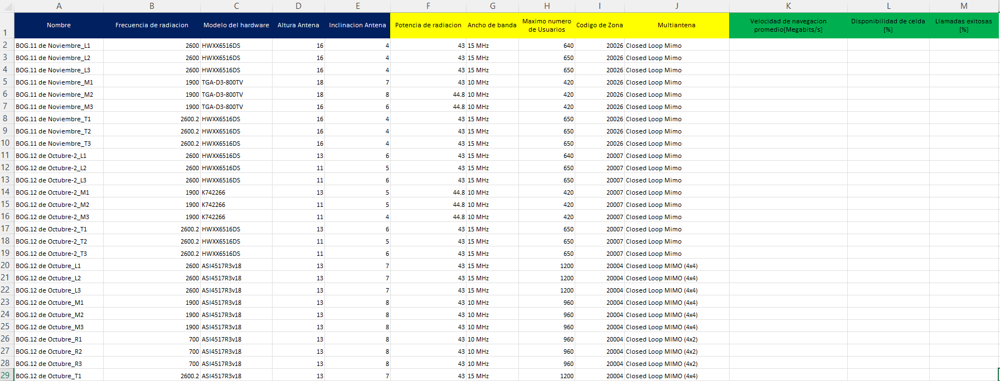 A B C D E F G H I J K L M
1 Nombre Frecuencia de radiacion Modelo del hardware Altura Antena Inclinacion Antena Potencia de radiacion Ancho de banda Maximo numero de Usuarios Codigo de Zona Multiantena Velocidad de navegacion promedio[Megabits/s] Disponibilidad de celda [%] Llamadas exitosas [%]
2 BOG.11 de Noviembre_L1 2600 HWXX6516DS 16 4 43 15 MHz 640 20026 Closed Loop Mimo
3 BOG.11 de Noviembre_L2 2600 HWXX6516DS 16 4 43 15 MHz 650 20026 Closed Loop Mimo
4 BOG.11 de Noviembre_L3 2600 HWXX6516DS 16 4 43 15 MHz 650 20026 Closed Loop Mimo
5 BOG.11 de Noviembre_M1 1900 TGA-D3-800TV 18 7 43 10 MHz 420 20026 Closed Loop Mimo
6 BOG.11 de Noviembre_M2 1900 TGA-D3-800TV 18 8 44.8 10 MHz 420 20026 Closed Loop Mimo
7 BOG.11 de Noviembre_M3 1900 TGA-D3-800TV 16 6 44.8 10 MHz 420 20026 Closed Loop Mimo
8 BOG.11 de Noviembre_T1 2600.2 HWXX6516DS 16 4 43 15 MHz 650 20026 Closed Loop Mimo
9 BOG.11 de Noviembre_T2 2600.2 HWXX6516DS 16 4 43 15 MHz 650 20026 Closed Loop Mimo
10 BOG.11 de Noviembre_T3 2600.2 HWXX6516DS 16 4 43 15 MHz 650 20026 Closed Loop Mimo
11 BOG.12 de Octubre-2_L1 2600 HWXX6516DS 13 6 43 15 MHz 640 20007 Closed Loop Mimo
12 BOG.12 de Octubre-2_L2 2600 HWXX6516DS 11 5 43 15 MHz 650 20007 Closed Loop Mimo
13 BOG.12 de Octubre-2_L3 2600 HWXX6516DS 11 6 43 15 MHz 650 20007 Closed Loop Mimo
14 BOG.12 de Octubre-2_M1 1900 K742266 13 5 44.8 10 MHz 420 20007 Closed Loop Mimo
15 BOG.12 de Octubre-2_M2 1900 K742266 11 5 44.8 10 MHz 420 20007 Closed Loop Mimo
16 BOG.12 de Octubre-2_M3 1900 K742266 11 4 44.8 10 MHz 420 20007 Closed Loop Mimo
17 BOG.12 de Octubre-2_T1 2600.2 HWXX6516DS 13 6 43 15 MHz 650 20007 Closed Loop Mimo
18 BOG.12 de Octubre-2_T2 2600.2 HWXX6516DS 11 5 43 15 MHz 650 20007 Closed Loop Mimo
19 BOG.12 de Octubre-2_T3 2600.2 HWXX6516DS 11 6 43 15 MHz 650 20007 Closed Loop Mimo
20 BOG.12 de Octubre_L1 2600 ASI4517R3v18 13 7 43 15 MHz 1200 20004 Closed Loop MIMO (4x4)
21 BOG.12 de Octubre_L2 2600 ASI4517R3v18 13 7 43 15 MHz 1200 20004 Closed Loop MIMO (4x4)
22 BOG.12 de Octubre_L3 2600 ASI4517R3v18 13 7 43 15 MHz 1200 20004 Closed Loop MIMO (4x4)
23 BOG.12 de Octubre_M1 1900 ASI4517R3v18 13 8 43 10 MHz 960 20004 Closed Loop MIMO (4x4)
24 BOG.12 de Octubre_M2 1900 ASI4517R3v18 13 8 43 10 MHz 960 20004 Closed Loop MIMO (4x4)
25 BOG.12 de Octubre_M3 1900 ASI4517R3v18 13 8 43 10 MHz 960 20004 Closed Loop MIMO (4x4)
26 BOG.12 de Octubre_R1 700 ASI4517R3v18 13 8 43 10 MHz 960 20004 Closed Loop MIMO (4x2)
27 BOG.12 de Octubre_R2 700 ASI4517R3v18 13 8 43 10 MHz 960 20004 Closed Loop MIMO (4x2)
28 BOG.12 de Octubre_R3 700 ASI4517R3v18 13 8 43 10 MHz 960 20004 Closed Loop MIMO (4x2)
29 BOG.12 de Octubre_T1 2600.2 ASI4517R3v18 13 7 43 15 MHz 1200 20004 Closed Loop MIMO (4x4)